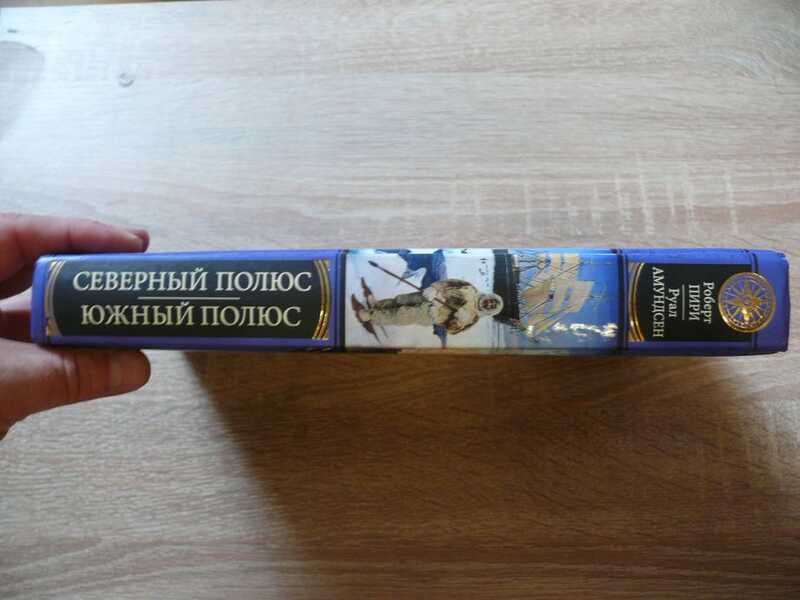 СЕВЕРНЫЙ ПОЛЮС
ЮЖНЫЙ ПОЛЮС
Роберт
ПИРИ
Руал
АМУНДСЕН